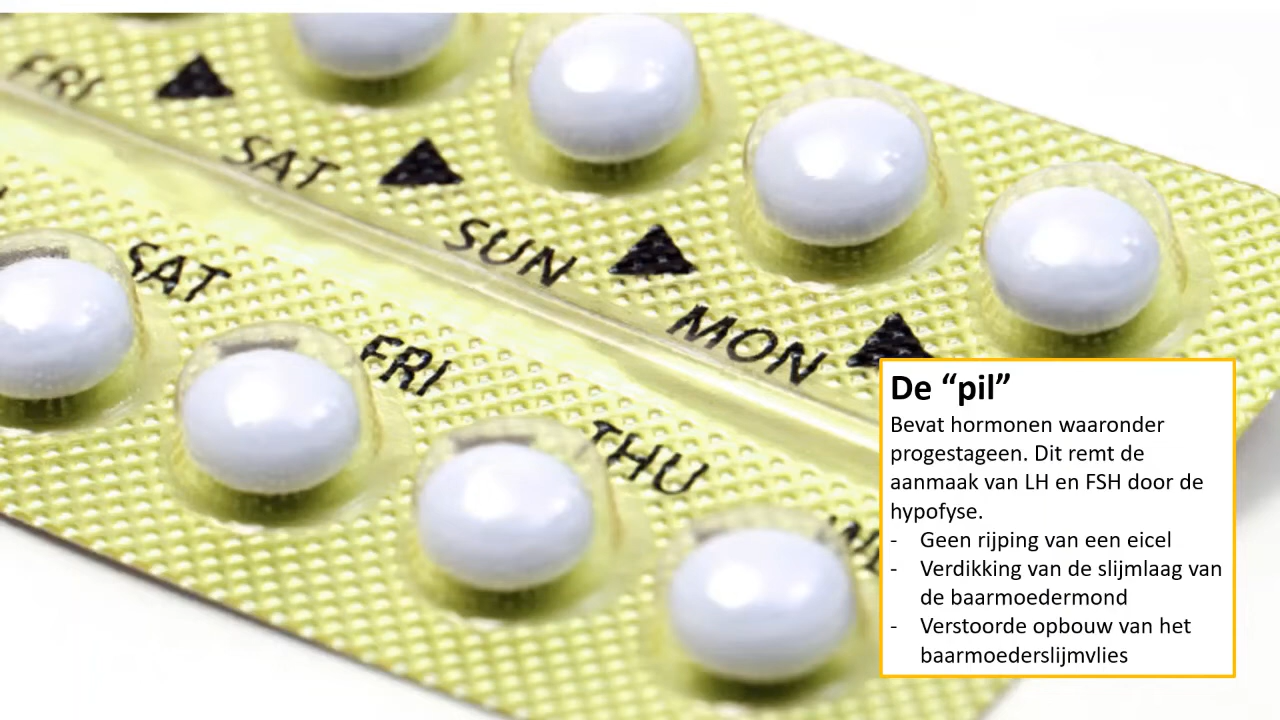 FRI
SAT
SUN
MON
SAT
FRI
THU
De “pil”
Bevat hormonen waaronder
progestageen. Dit remt de
aanmaak van LH en FSH door de
hypofyse.
- Geen rijping van een eicel
- Verdikking van de slijmlaag van
de baarmoedermond
- Verstoorde opbouw van het
baarmoederslijmvlies